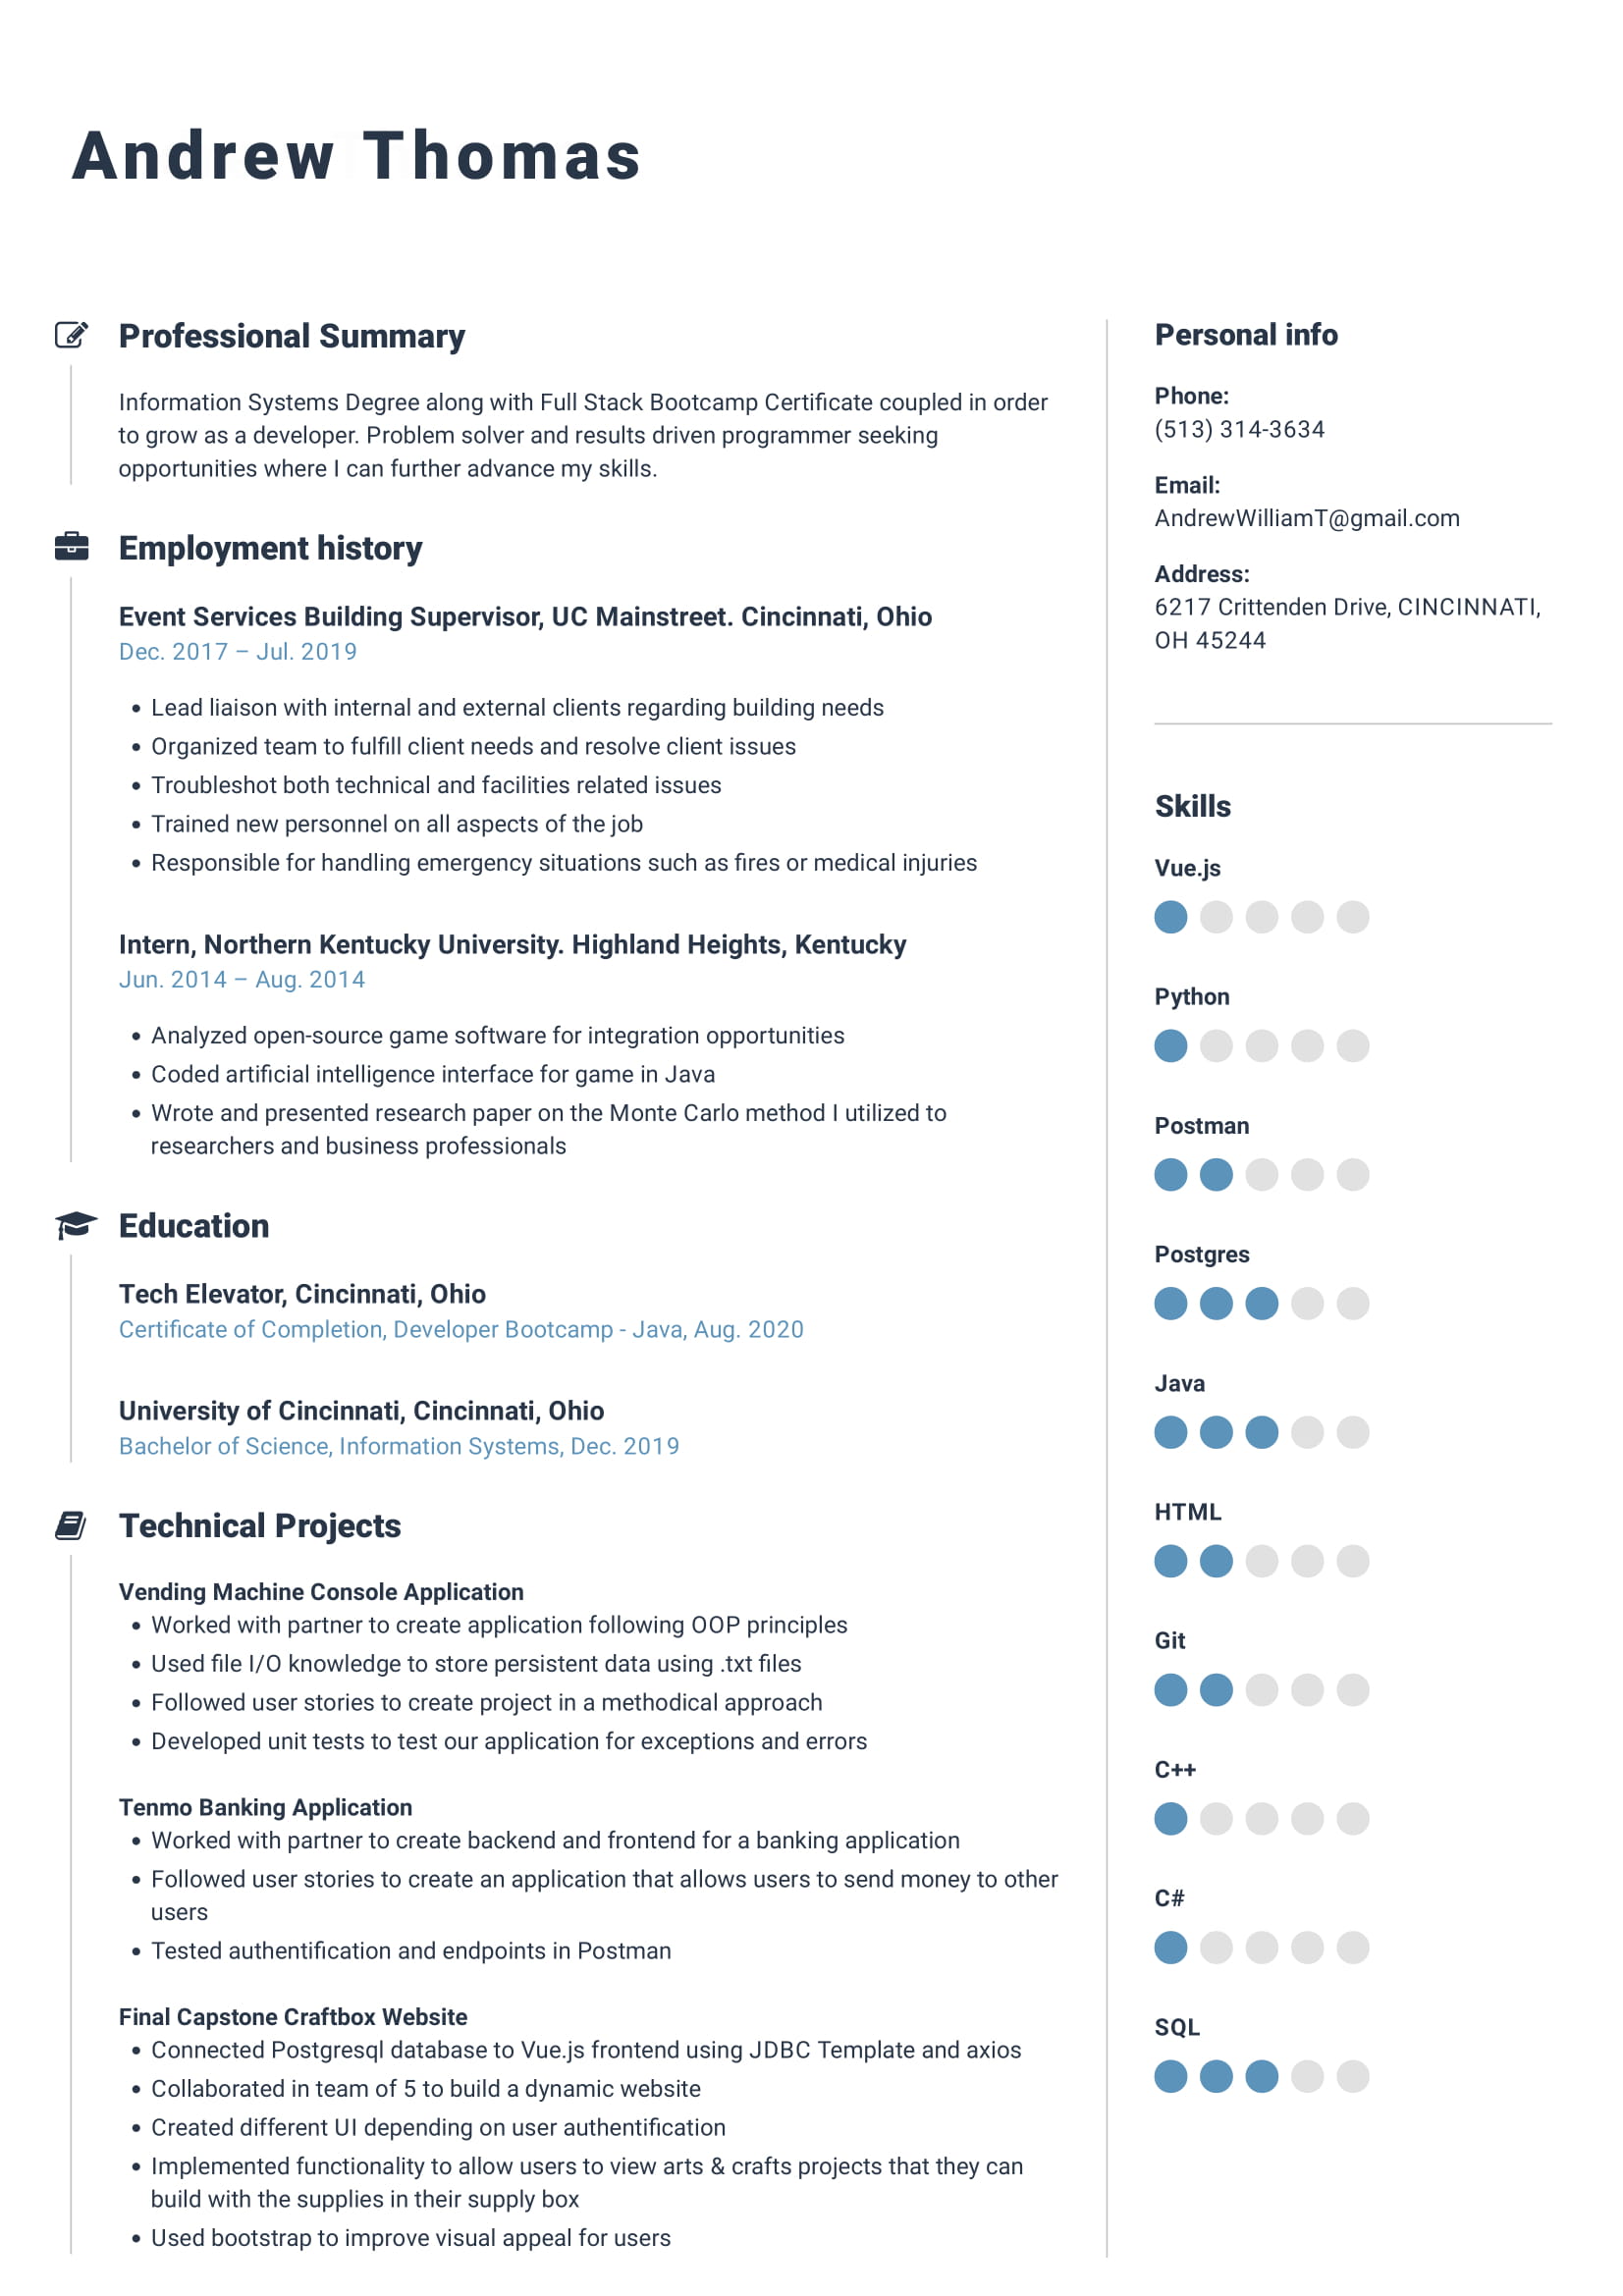 Andrew Thomas
Professional Summary
Information Systems Degree along with Full Stack Bootcamp Certificate coupled in order
to grow as a developer. Problem solver and results driven programmer seeking
opportunities where I can further advance my skills.
Employment history
Event Services Building Supervisor, UC Mainstreet. Cincinnati, Ohio
Dec. 2017 – Jul. 2019
• Lead liaison with internal and external clients regarding building needs
• Organized team to fulfill client needs and resolve client issues
• Troubleshot both technical and facilities related issues
• Trained new personnel on all aspects of the job
• Responsible for handling emergency situations such as fires or medical injuries
Intern, Northern Kentucky University. Highland Heights, Kentucky
Jun. 2014 – Aug. 2014
• Analyzed open-source game software for integration opportunities
• Coded artificial intelligence interface for game in Java
• Wrote and presented research paper on the Monte Carlo method I utilized to
researchers and business professionals
Education
Tech Elevator, Cincinnati, Ohio
Certificate of Completion, Developer Bootcamp - Java, Aug. 2020
University of Cincinnati, Cincinnati, Ohio
Bachelor of Science, Information Systems, Dec. 2019
Technical Projects
Vending Machine Console Application
• Worked with partner to create application following OOP principles
• Used file I/O knowledge to store persistent data using .txt files
• Followed user stories to create project in a methodical approach
• Developed unit tests to test our application for exceptions and errors
Tenmo Banking Application
• Worked with partner to create backend and frontend for a banking application
• Followed user stories to create an application that allows users to send money to other
users
• Tested authentification and endpoints in Postman
Final Capstone Craftbox Website
• Connected Postgresql database to Vue.js frontend using JDBC Template and axios
• Collaborated in team of 5 to build a dynamic website
• Created different UI depending on user authentification
• Implemented functionality to allow users to view arts & crafts projects that they can
build with the supplies in their supply box
• Used bootstrap to improve visual appeal for users
Personal info
Phone:
(513) 314-3634
Email:
AndrewWilliamT@gmail.com
Address:
6217 Crittenden Drive, CINCINNATI,
OH 45244
Skills
Vue.js
Python
Postman
Postgres
Java
HTML
Git
C++
C#
SQL